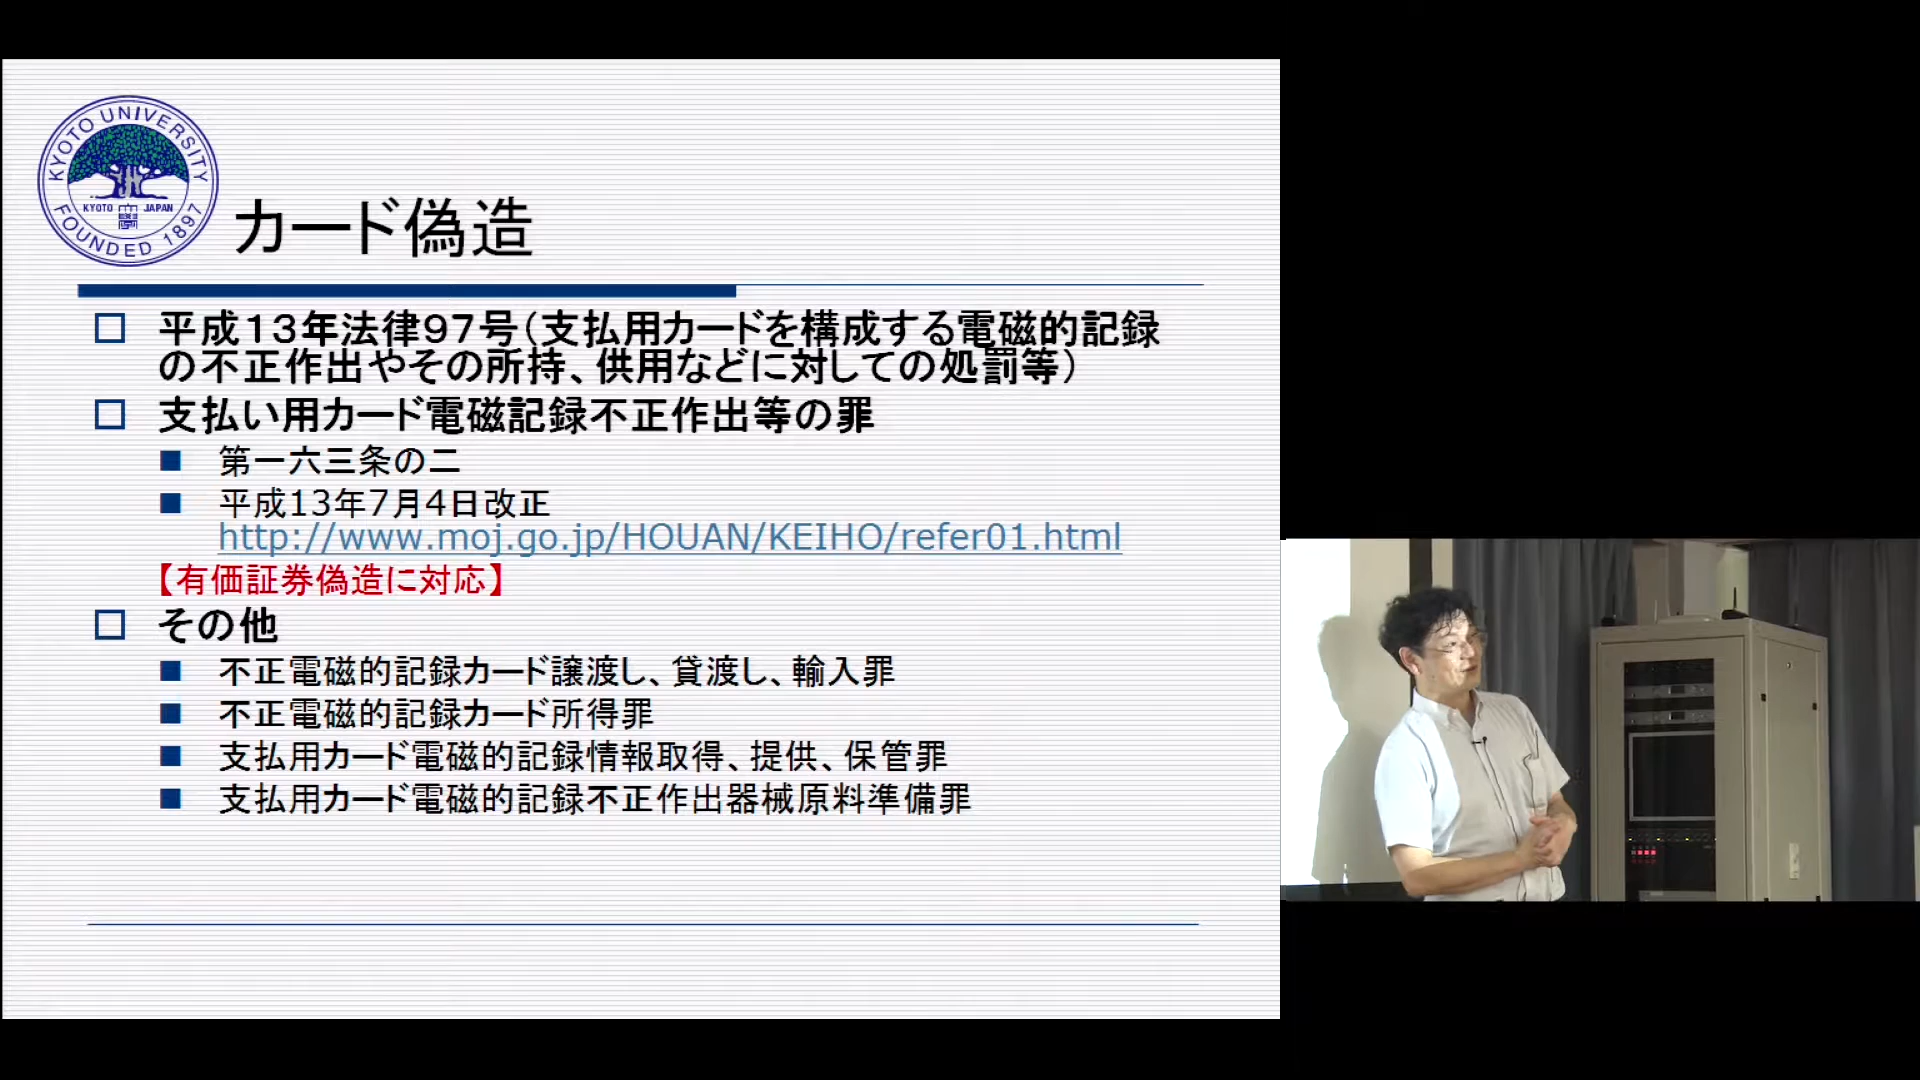 KYOTO UNIVERSITY
KYOTO JAPAN
FOUNDED 1897
カード偽造
平成13年法律97号(支払用カードを構成する電磁的記録
の不正作出やその所持、供用などに対しての処罰等)
支払い用カード電磁記録不正作出等の罪
第一六三条の二
平成13年7月4日改正
http://www.moj.go.jp/HOUAN/KEIHO/refer01.html
【有価証券偽造に対応】
その他
不正電磁的記録カード譲渡し、貸渡し、輸入罪
不正電磁的記録カード所得罪
支払用カード電磁的記録情報取得、提供、保管罪
支払用カード電磁的記録不正作出器械原料準備罪